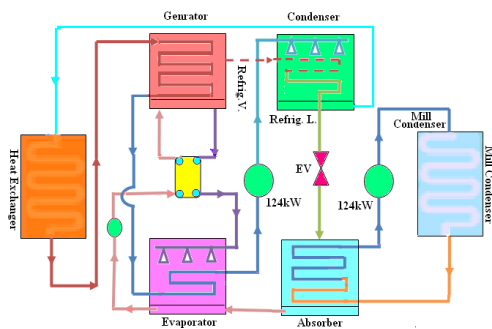 Genrator
Condenser
Refrig.V.
Refrig. L.
Mill
Condenser
Heat Exchanger
EV
124kW
124kW
Mill Condenser
Evaporator
Absorber